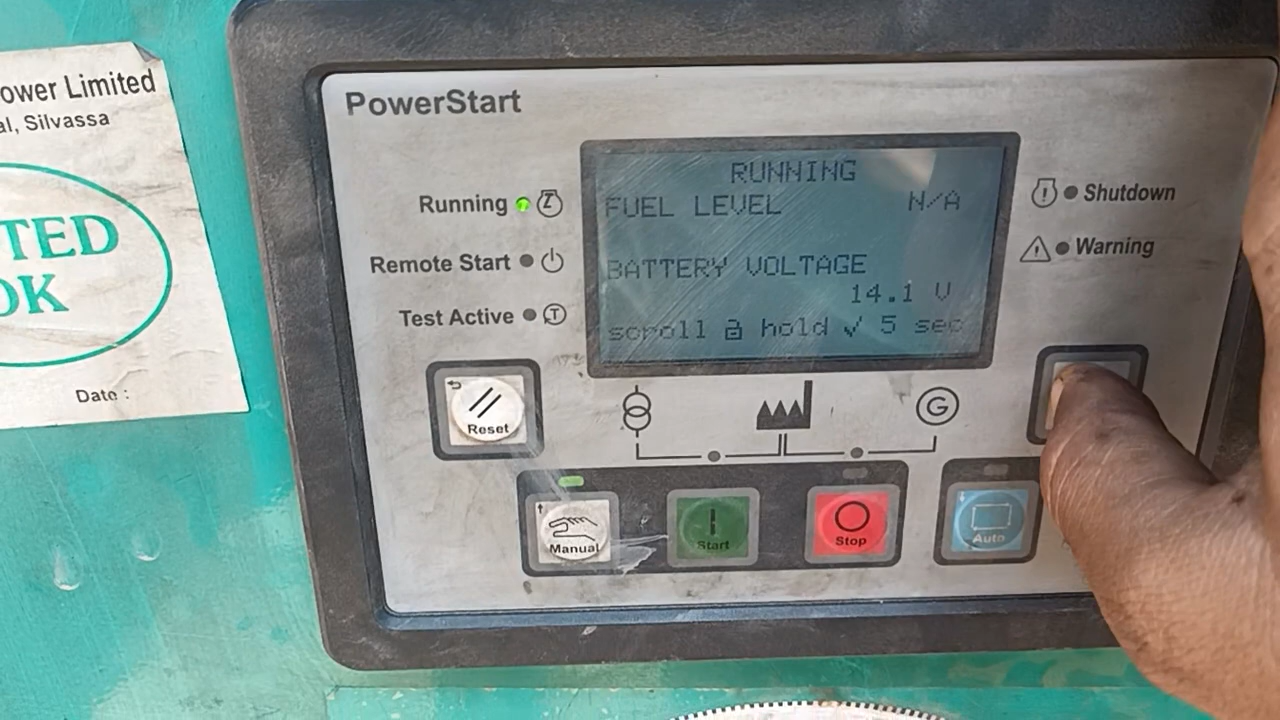 ower Limited
al, Silvassa
TED
OK
Date :
PowerStart
Running
Remote Start
Test Active
RUNNING
FUEL LEVEL N/A
BATTERY VOLTAGE
14.1 V
scroll hold ✓ 5 sec
Shutdown
Warning
Reset
G
Manual
Start
Stop
Auto